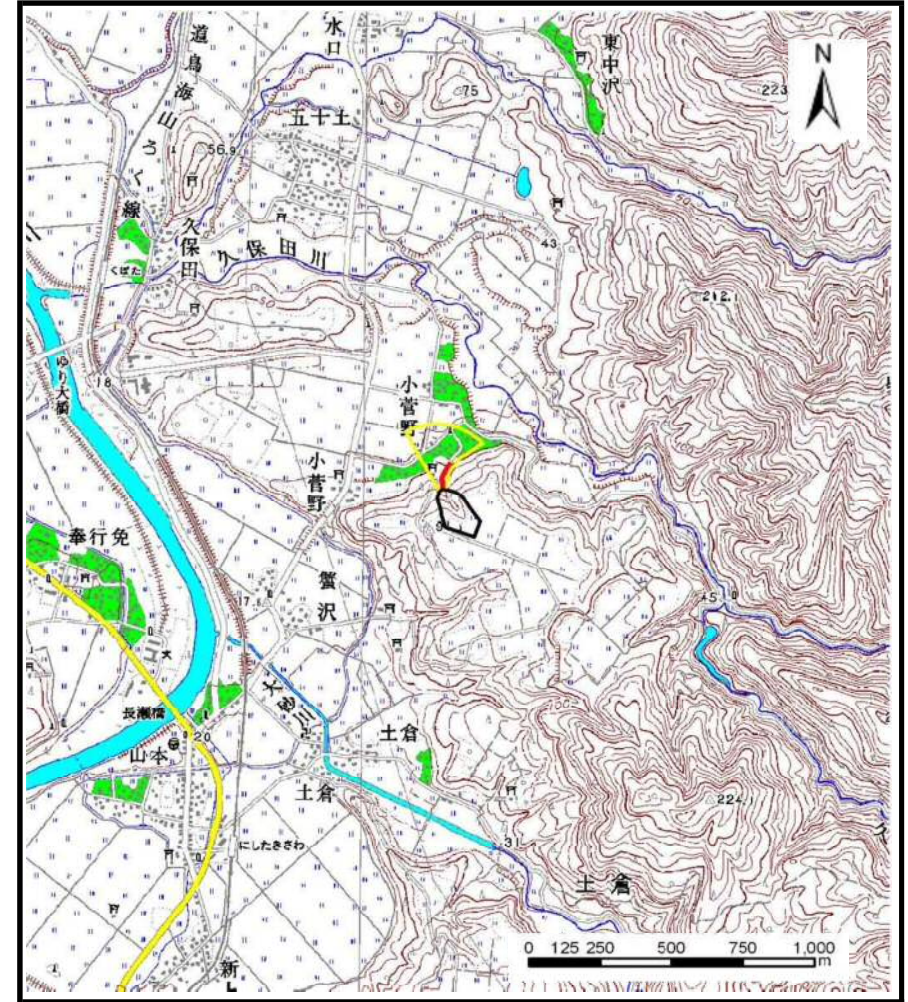 道
鳥
海
山
ろ
く
線
水口
五十土
東中沢
N
75
223
56.9
久保田
久保田川
くぼた
43
212.
ゆり大橋
18
小菅野
小菅野
奉行免
蟹沢
17.
45
大砂川
長瀬橋
20
山本
土倉
土倉
224.
にしたきさわ
31
土倉
新
0 125 250 500 750 1,000
m